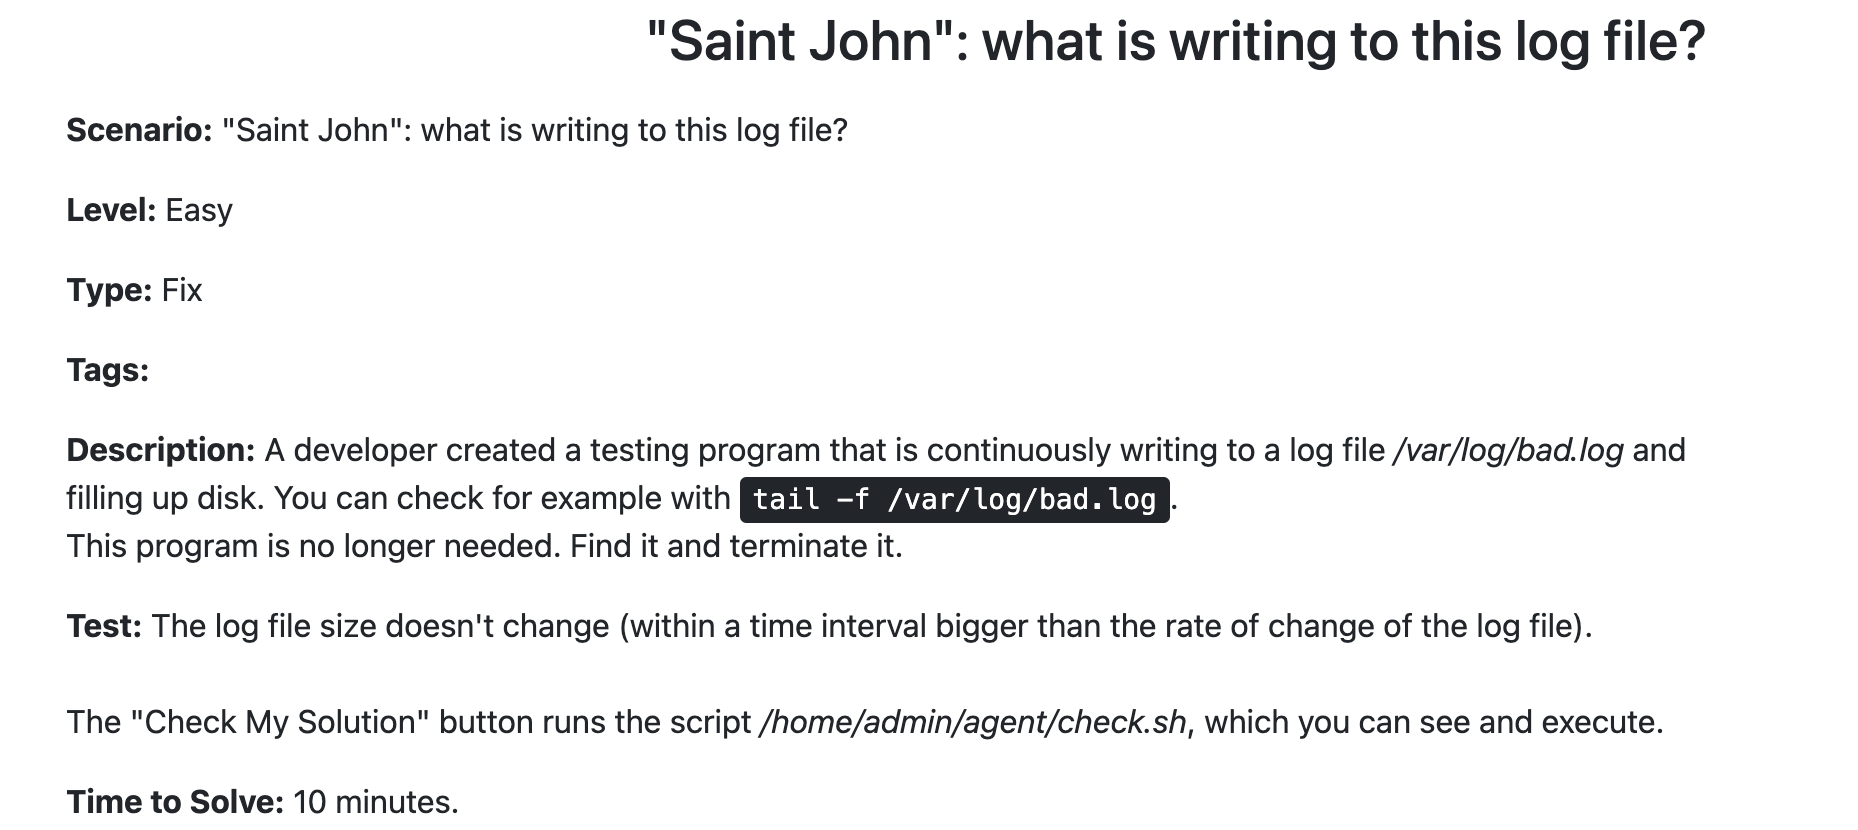 "Saint John": what is writing to this log file?
Scenario: "Saint John": what is writing to this log file?
Level: Easy
Type: Fix
Tags:
Description: A developer created a testing program that is continuously writing to a log file /var/log/bad.log and
filling up disk. You can check for example with tail -f /var/log/bad.log.
This program is no longer needed. Find it and terminate it.
Test: The log file size doesn't change (within a time interval bigger than the rate of change of the log file).
The "Check My Solution" button runs the script /home/admin/agent/check.sh, which you can see and execute.
Time to Solve: 10 minutes.